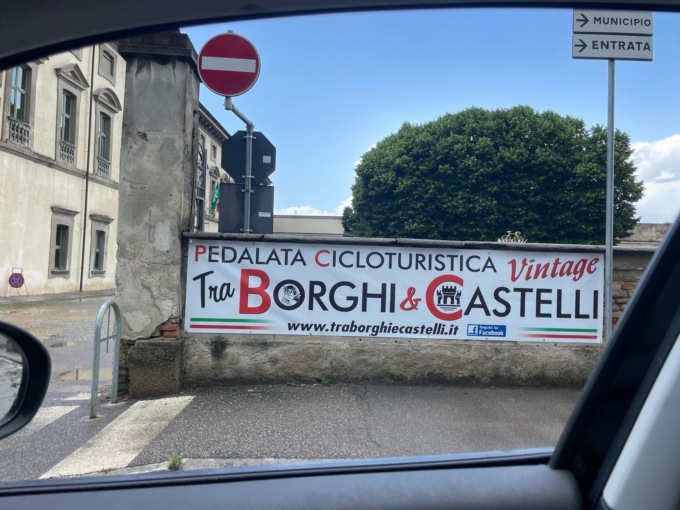 MUNICIPIO
ENTRATA
PEDALATA CICLOTURISTICA Vintage
Tra BORGHI & CASTELLI
www.traborghiecastelli.it
Seguici su
Facebook